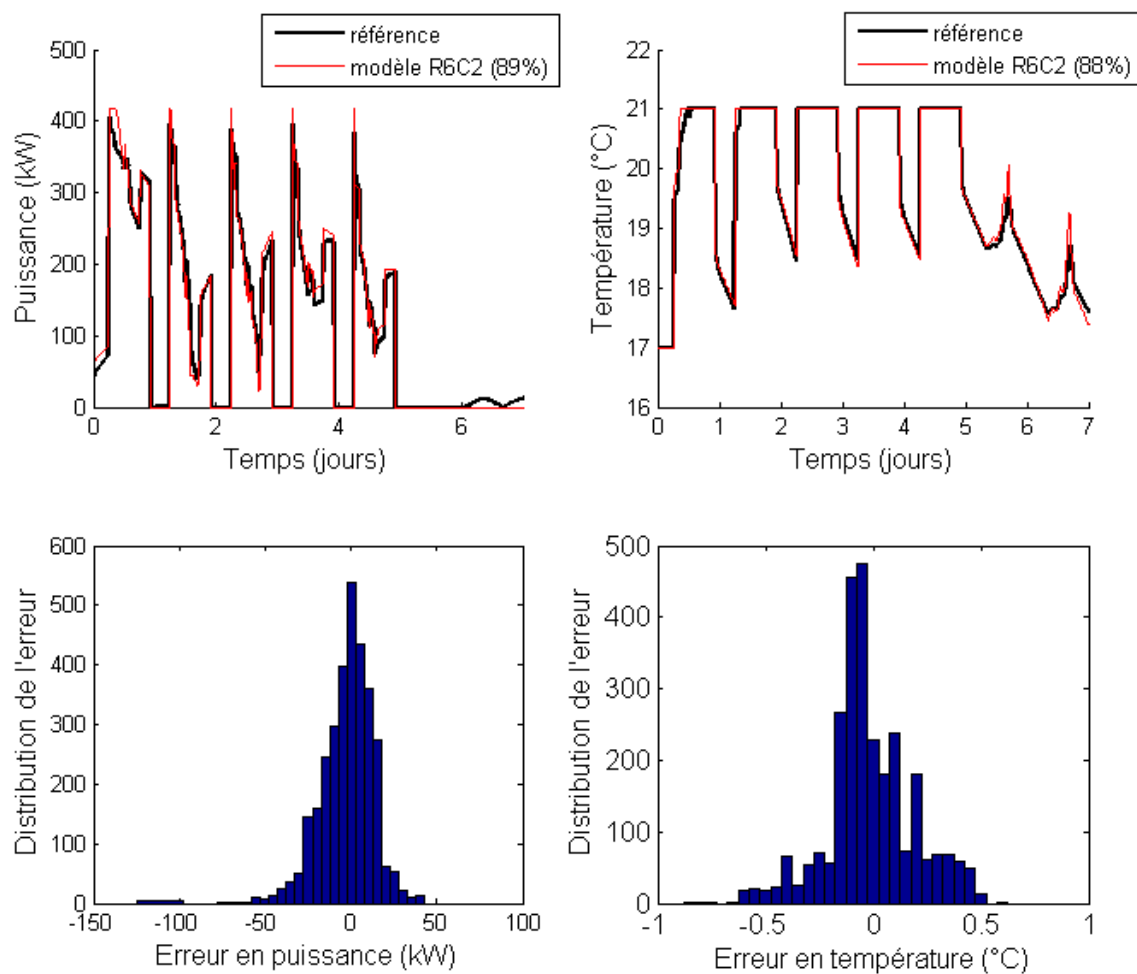 référence
modèle R6C2 (89%)
500
400
300
200
100
0
Puissance (kW)
0 2 4 6
Temps (jours)
référence
modèle R6C2 (88%)
22
21
20
19
18
17
16
Température (°C)
0 1 2 3 4 5 6 7
Temps (jours)
600
500
400
300
200
100
0
Distribution de l'erreur
-150 -100 -50 0 50 100
Erreur en puissance (kW)
500
400
300
200
100
0
Distribution de l'erreur
-1 -0.5 0 0.5 1
Erreur en température (°C)